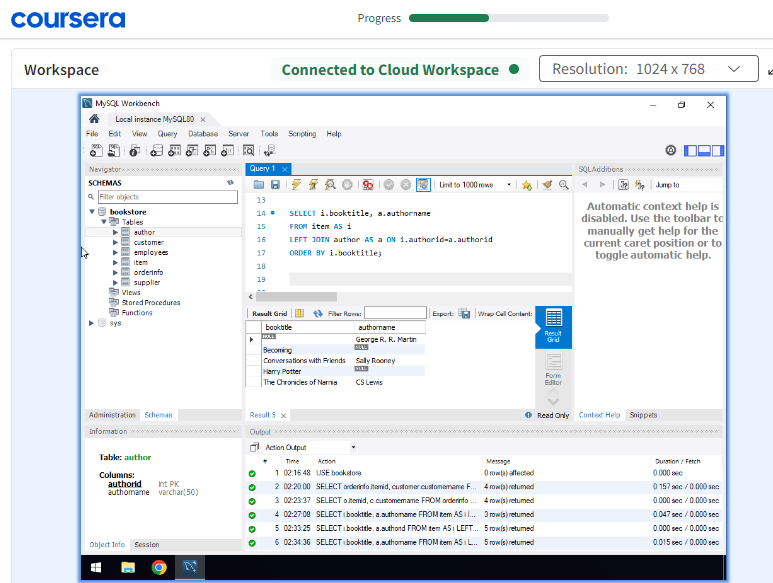 coursera
Progress
Workspace
Connected to Cloud Workspace
Resolution: 1024 x 768
MySQL Workbench
Local instance MySQL80
File Edit View Query Database Server Tools Scripting Help
Navigator
SCHEMAS
Filter objects
bookstore
Tables
author
customer
employees
item
orderinfo
supplier
Views
Stored Procedures
Functions
sys
Administration Schemas
Information
Table: author
Columns:
authorid int PK
authorname varchar(50)
Object Info Session
Query 1
Limit to 1000 rows
13
14 SELECT i.booktitle, a.authorname
15 FROM item AS i
16 LEFT JOIN author AS a ON i.authorid=a.authorid
17 ORDER BY i.booktitle;
18
19
Result Grid Filter Rows: Export: Wrap Cell Content:
booktitle authorname
NULL George R. R. Martin
Becoming NULL
Conversations with Friends Sally Rooney
Harry Potter NULL
The Chronicles of Narnia CS Lewis
Result Grid
Form Editor
Result 5 Read Only
SQLAdditions
Jump to
Automatic context help is
disabled. Use the toolbar to
manually get help for the
current caret position or to
toggle automatic help.
Context Help Snippets
Output
Action Output
# Time Action Message Duration / Fetch
1 02:16:48 USE bookstore 0 row(s) affected 0.000 sec
2 02:20:00 SELECT orderinfo.itemid, customer.customername F... 4 row(s) returned 0.157 sec / 0.000 sec
3 02:23:37 SELECT o.itemid, c.customername FROM orderinfo ... 4 row(s) returned 0.000 sec / 0.000 sec
4 02:27:08 SELECT i.booktitle, a.authorname FROM item AS i I... 3 row(s) returned 0.047 sec / 0.000 sec
5 02:33:25 SELECT i.booktitle, a.authorid FROM item AS i LEFT... 5 row(s) returned 0.000 sec / 0.000 sec
6 02:34:36 SELECT i.booktitle, a.authorname FROM item AS i L... 5 row(s) returned 0.015 sec / 0.000 sec